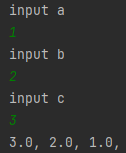 input a
1
input b
2
input c
3
3.0, 2.0, 1.0,